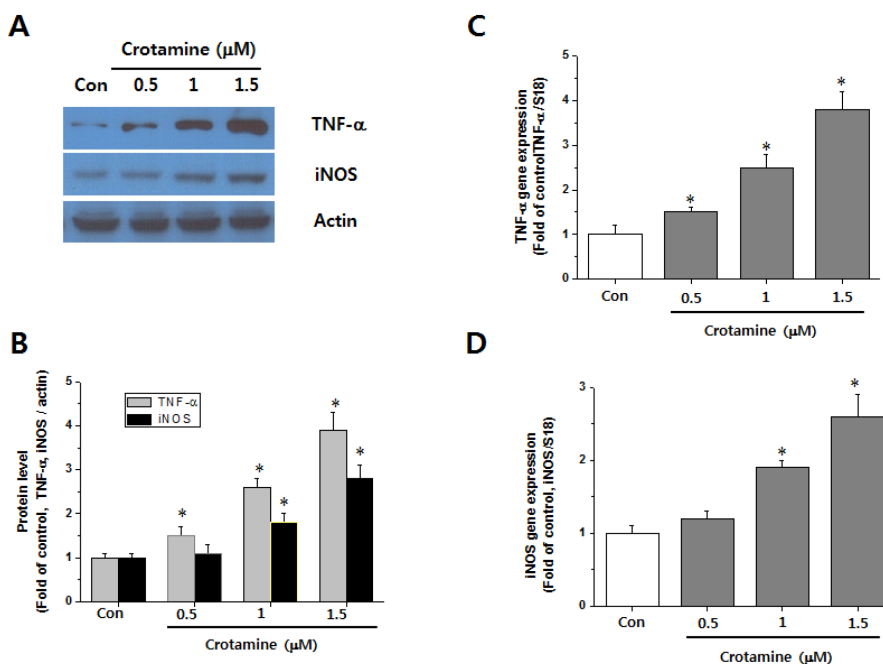 A
Crotamine (μM)
Con 0.5 1 1.5
TNF-α
iNOS
Actin
B
Protein level
(Fold of control, TNF-α, iNOS / actin)
5
4
3
2
1
0
TNF-α
iNOS
* * * * *
Con 0.5 1 1.5
Crotamine (μM)
C
TNF-α gene expression
(Fold of controlTNF-α/S18)
5
4
3
2
1
0
* * *
Con 0.5 1 1.5
Crotamine (μM)
D
iNOS gene expression
(Fold of control, iNOS/S18)
3
2
1
0
* *
Con 0.5 1 1.5
Crotamine (μM)